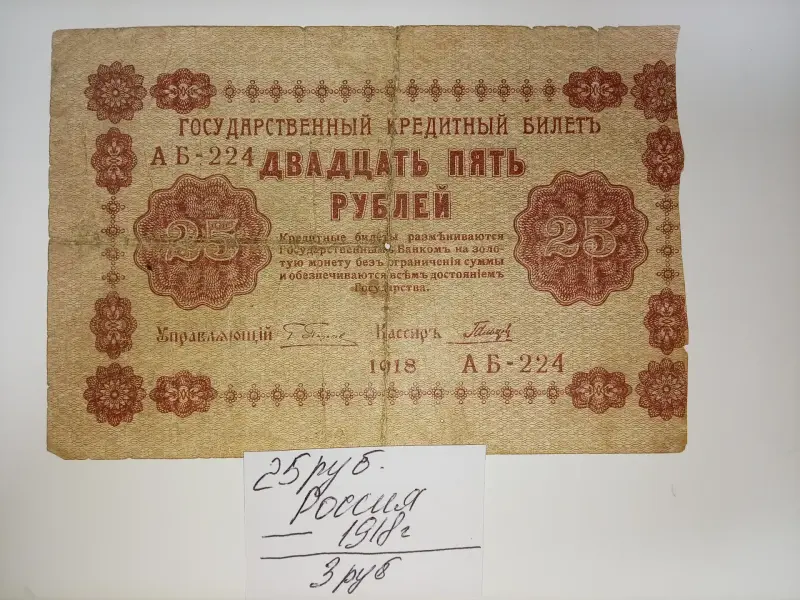 ГОСУДАРСТВЕННЫЙ КРЕДИТНЫЙ БИЛЕТЪ
АБ-224 ДВАДЦАТЬ ПЯТЬ
РУБЛЕЙ
25
25
Кредитные билеты размѣниваются
Государственнымъ Банкомъ на золо-
тую монету безъ ограниченія суммы
и обезпечиваются всѣмъ достояніемъ
Государства.
Управляющій Кассиръ
1918 АБ-224
25 руб.
Россия
— 1918г
3 руб